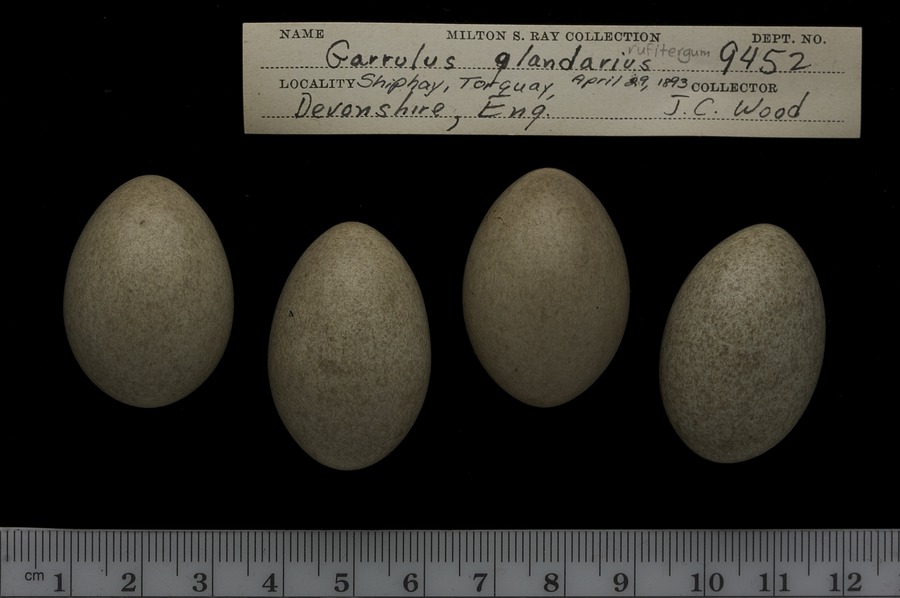 NAME MILTON S. RAY COLLECTION DEPT. NO.
Garrulus glandarius rufitergum 9452
LOCALITY Shiphay, Torquay, April 29, 1893 COLLECTOR
Devonshire, Eng. J. C. Wood
cm 1 2 3 4 5 6 7 8 9 10 11 12